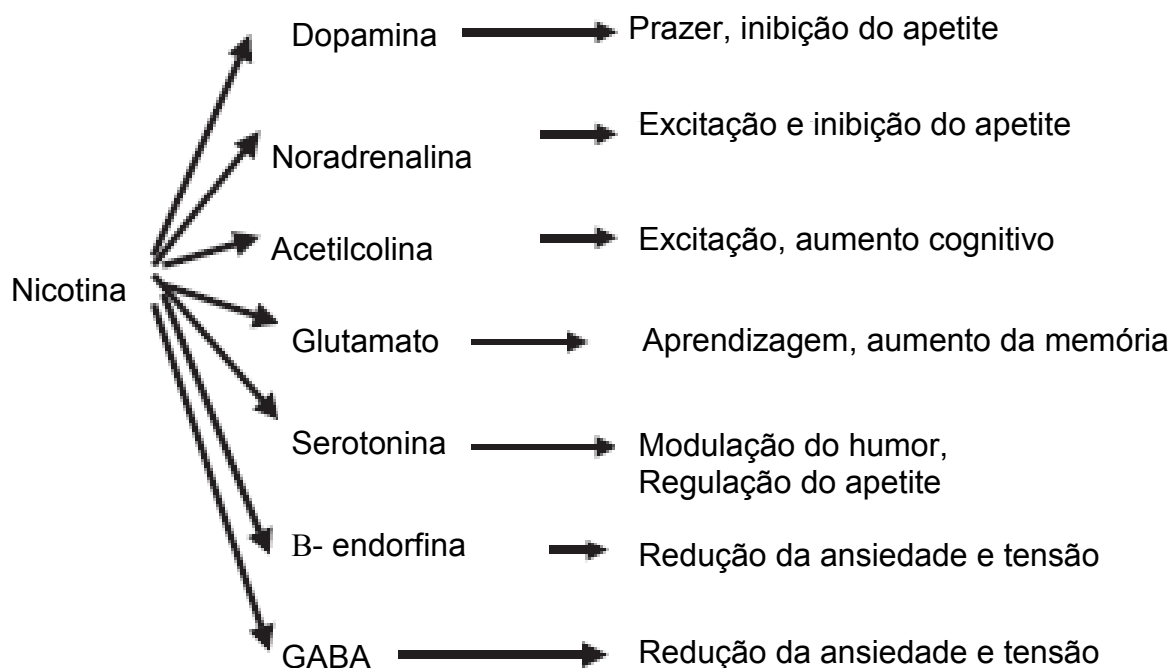 Dopamina
Prazer, inibição do apetite
Noradrenalina
Excitação e inibição do apetite
Acetilcolina
Excitação, aumento cognitivo
Nicotina
Glutamato
Aprendizagem, aumento da memória
Serotonina
Modulação do humor,
Regulação do apetite
B- endorfina
Redução da ansiedade e tensão
GABA
Redução da ansiedade e tensão